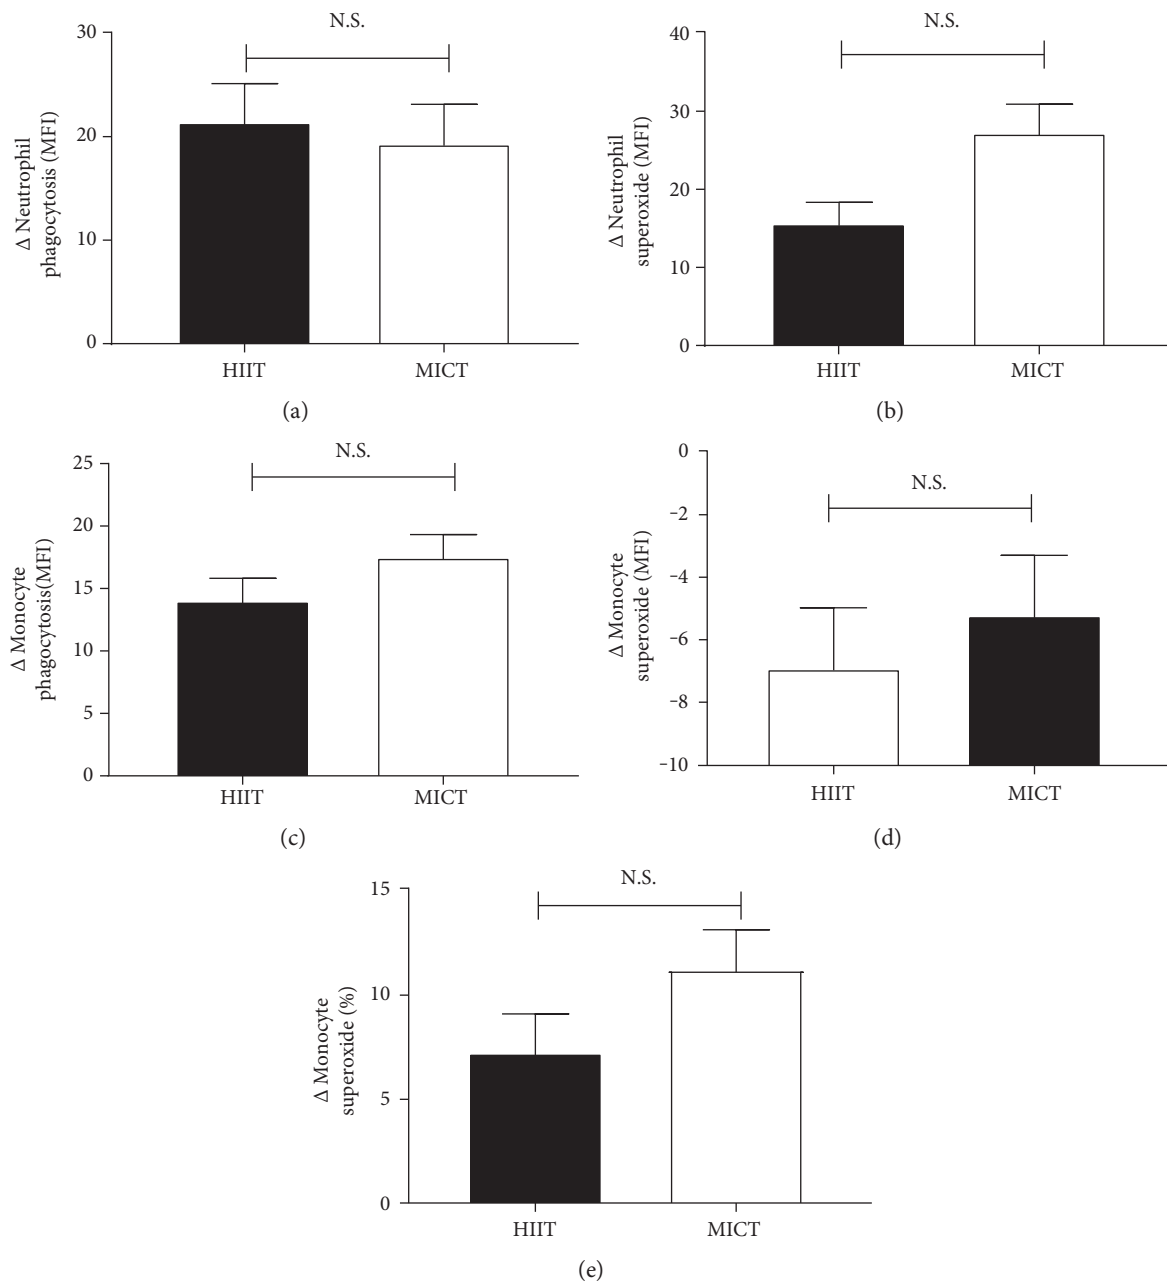 N.S.
30
20
10
0
Δ Neutrophil
phagocytosis (MFI)
HIIT MICT
(a)
N.S.
40
30
20
10
0
Δ Neutrophil
superoxide (MFI)
HIIT MICT
(b)
N.S.
25
20
15
10
5
0
Δ Monocyte
phagocytosis(MFI)
HIIT MICT
(c)
0
N.S.
-2
-4
-6
-8
-10
Δ Monocyte
superoxide (MFI)
HIIT MICT
(d)
N.S.
15
10
5
0
Δ Monocyte
superoxide (%)
HIIT MICT
(e)